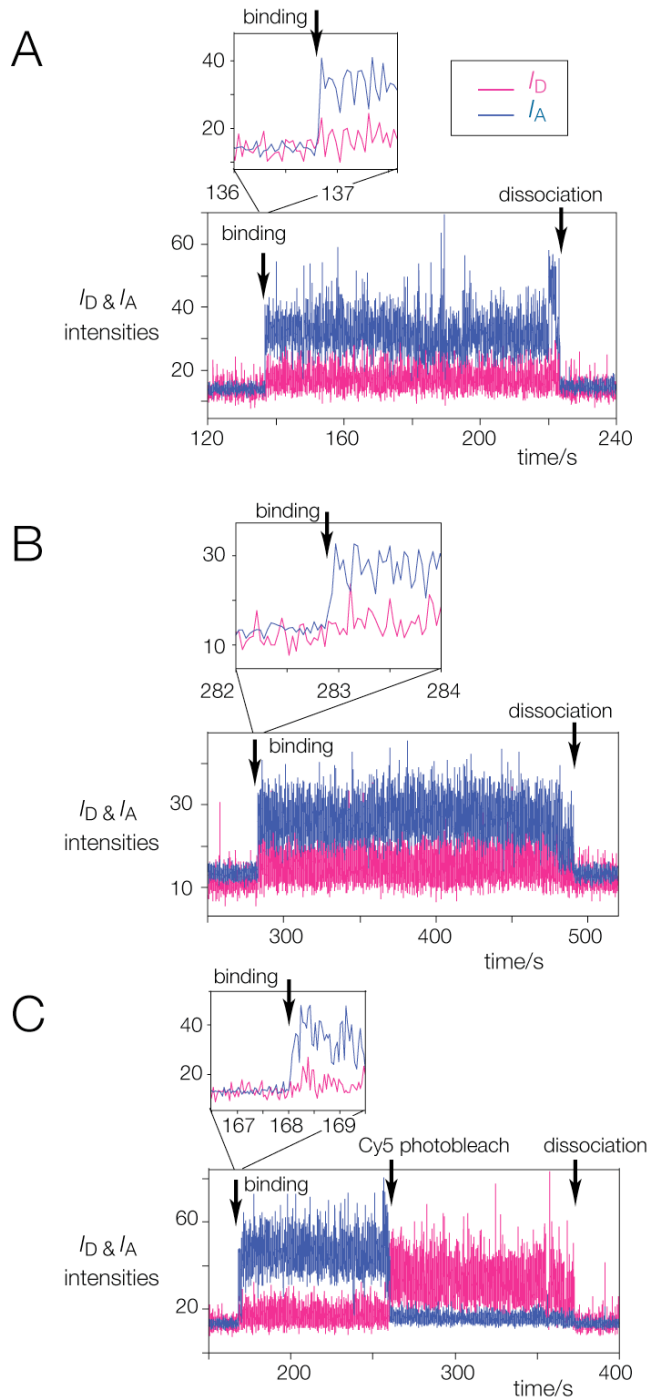 binding
A
40
20
136
137
I_D
I_A
dissociation
binding
60
40
20
I_D & I_A
intensities
120
160
200
240
time/s
B
binding
30
10
282
283
284
dissociation
binding
30
10
I_D & I_A
intensities
300
400
500
time/s
C
binding
40
20
167
168
169
Cy5 photobleach
dissociation
binding
60
20
I_D & I_A
intensities
200
300
400
time/s